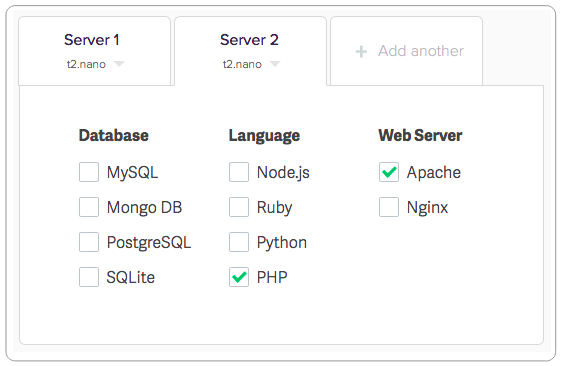 Server 1
t2.nano
Server 2
t2.nano
+ Add another
Database
MySQL
Mongo DB
PostgreSQL
SQLite
Language
Node.js
Ruby
Python
PHP
Web Server
Apache
Nginx